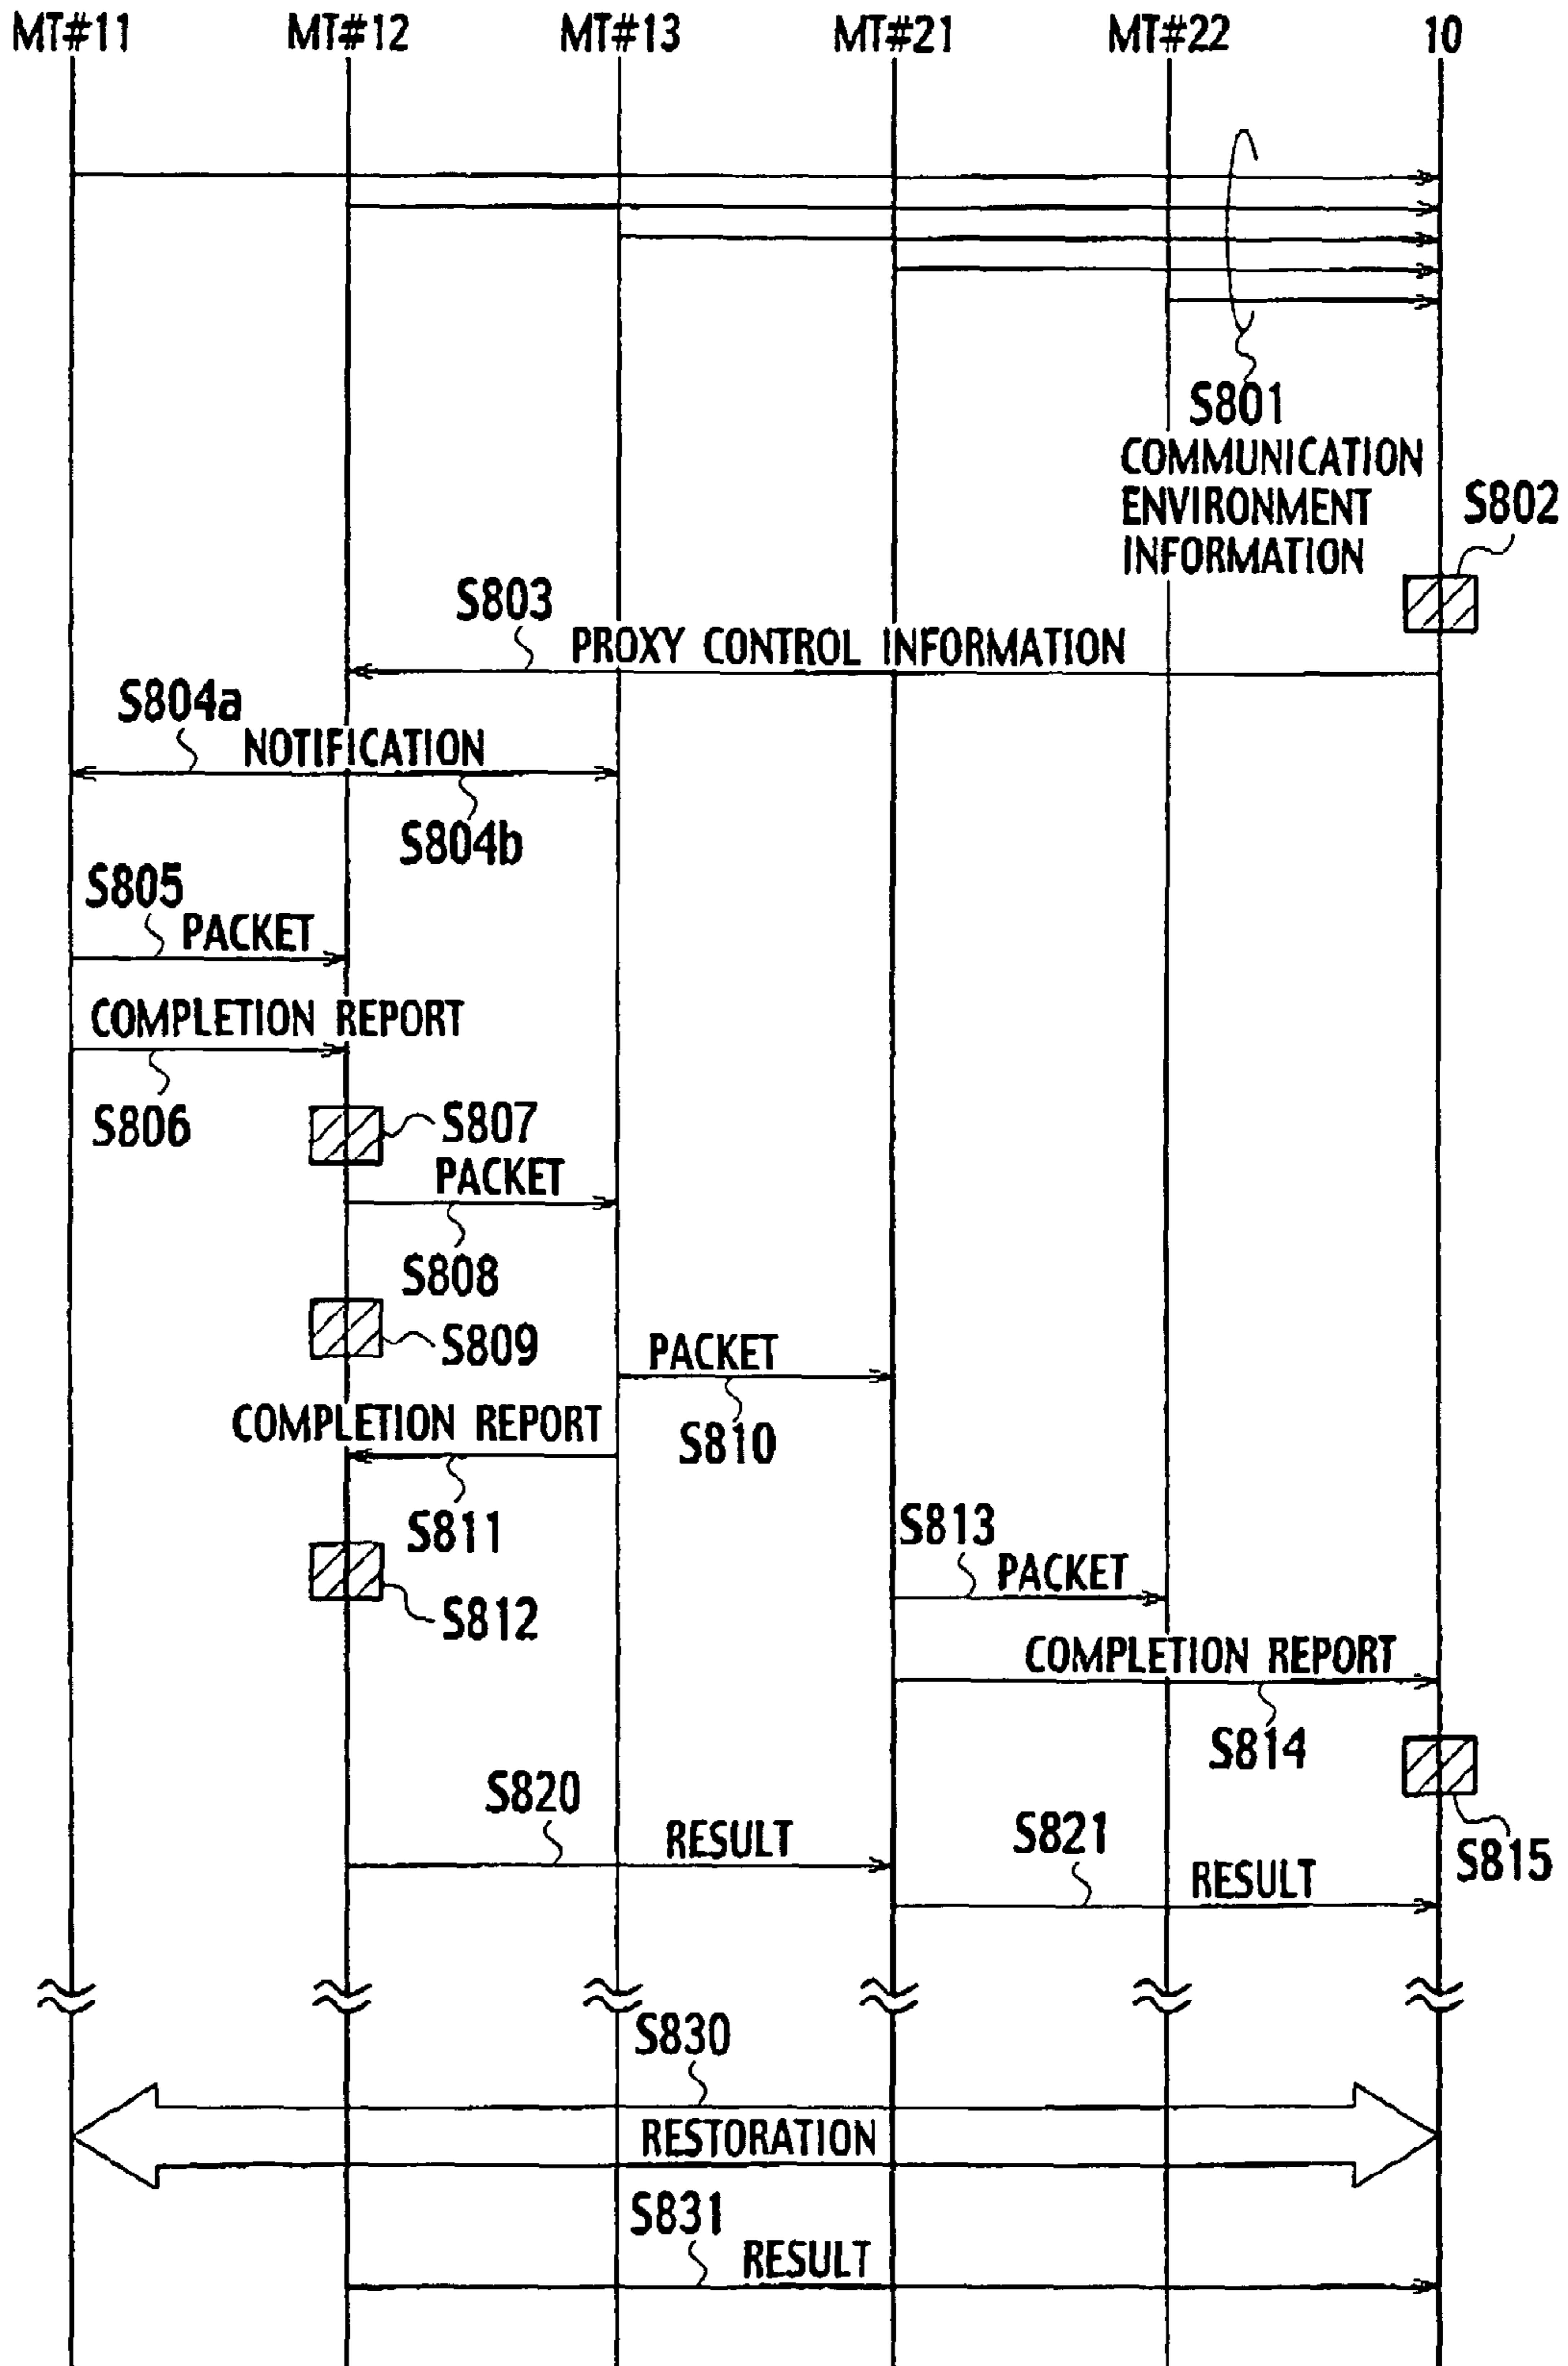 MT#11 MT#12 MT#13 MT#21 MT#22 10
S801
COMMUNICATION
ENVIRONMENT
INFORMATION
S802
S803
PROXY CONTROL INFORMATION
S804a
NOTIFICATION
S804b
S805
PACKET
COMPLETION REPORT
S806
S807
PACKET
S808
S809
PACKET
S810
COMPLETION REPORT
S811
S812
S813
PACKET
COMPLETION REPORT
S814
S815
S820
RESULT
S821
RESULT
S830
RESTORATION
S831
RESULT